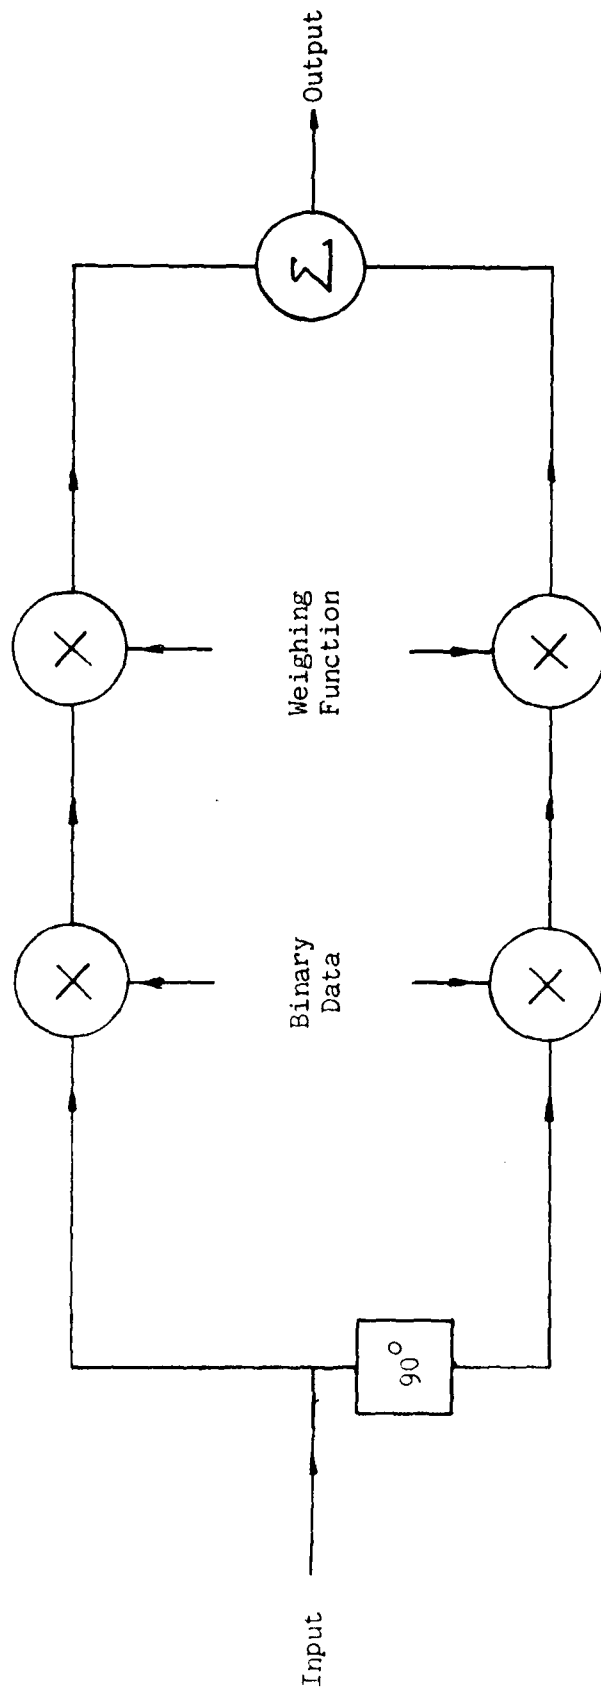 Input
90°
Binary
Data
×
×
Weighing
Function
×
×
Σ
Output